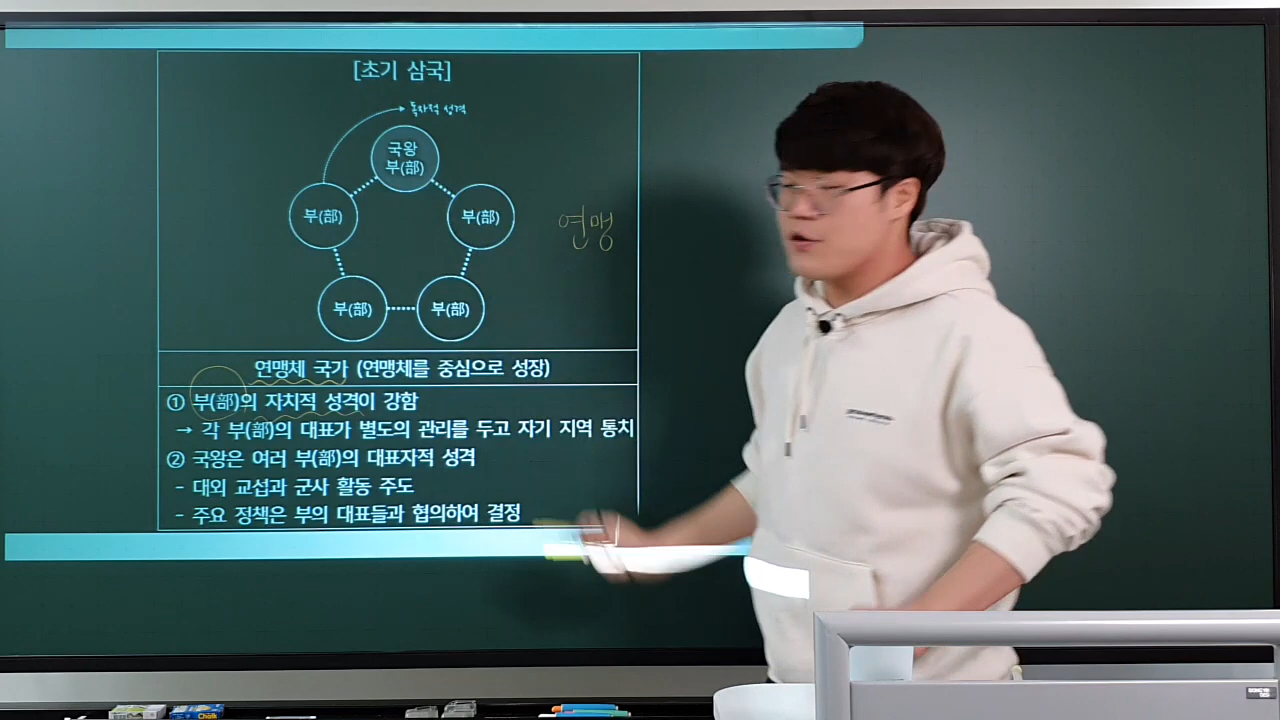 [초기 삼국]
독자적 성격
국왕
부(部)
부(部)
부(部)
연맹
부(部)
부(部)
연맹체 국가 (연맹체를 중심으로 성장)
① 부(部)의 자치적 성격이 강함
→ 각 부(部)의 대표가 별도의 관리를 두고 자기 지역 통치
② 국왕은 여러 부(部)의 대표자적 성격
- 대외 교섭과 군사 활동 주도
- 주요 정책은 부의 대표들과 협의하여 결정
Chalk